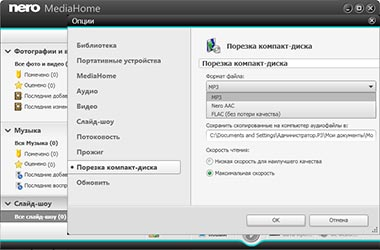 nero
MediaHome
Опции
Фотографии и в
Все фото и видео (
Помечено (0)
Оценено (0)
Последние добав
Последние измен
Музыка
Вся Музыка (0)
Помечено (0)
Оценено (0)
Последние добав
Последние воспр
Слайд-шоу
Все слайд-шоу (0)
Библиотека
Портативные устройства
MediaHome
Аудио
Видео
Слайд-шоу
Потоковость
Прожиг
Порезка компакт-диска
Обновить
Порезка компакт-диска
Порезка компакт-диска
Формат файла:
MP3
MP3
Nero AAC
FLAC (без потери качества)
Сохранить скопированные на компьютер аудиофайлы в:
C:\Documents and Settings\Администратор.P3\Мои документы\Mo
Скорость чтения:
Низкая скорость для наилучшего качества
Максимальная скорость
ОК
Отмена